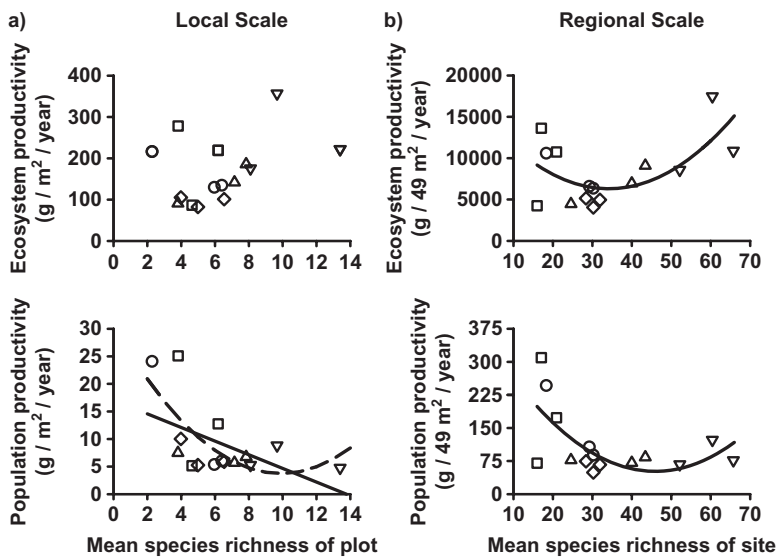 a) Local Scale
b) Regional Scale
Ecosystem productivity
(g / m² / year)
400
300
200
100
0
0 2 4 6 8 10 12 14
Ecosystem productivity
(g / 49 m² / year)
20000
15000
10000
5000
0
10 20 30 40 50 60 70
Population productivity
(g / m² / year)
30
25
20
15
10
5
0
0 2 4 6 8 10 12 14
Mean species richness of plot
Population productivity
(g / 49 m² / year)
375
300
225
150
75
0
10 20 30 40 50 60 70
Mean species richness of site